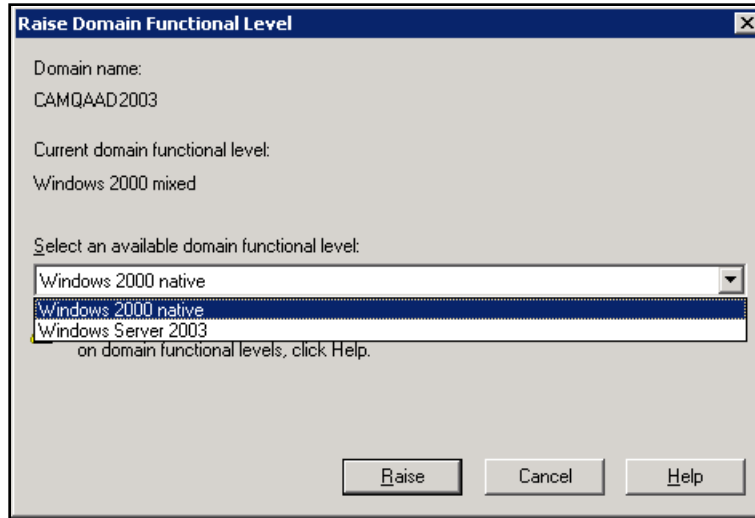 Raise Domain Functional Level
Domain name:
CAMQAAD2003
Current domain functional level:
Windows 2000 mixed
Select an available domain functional level:
Windows 2000 native
Windows 2000 native
Windows Server 2003
on domain functional levels, click Help.
Raise Cancel Help